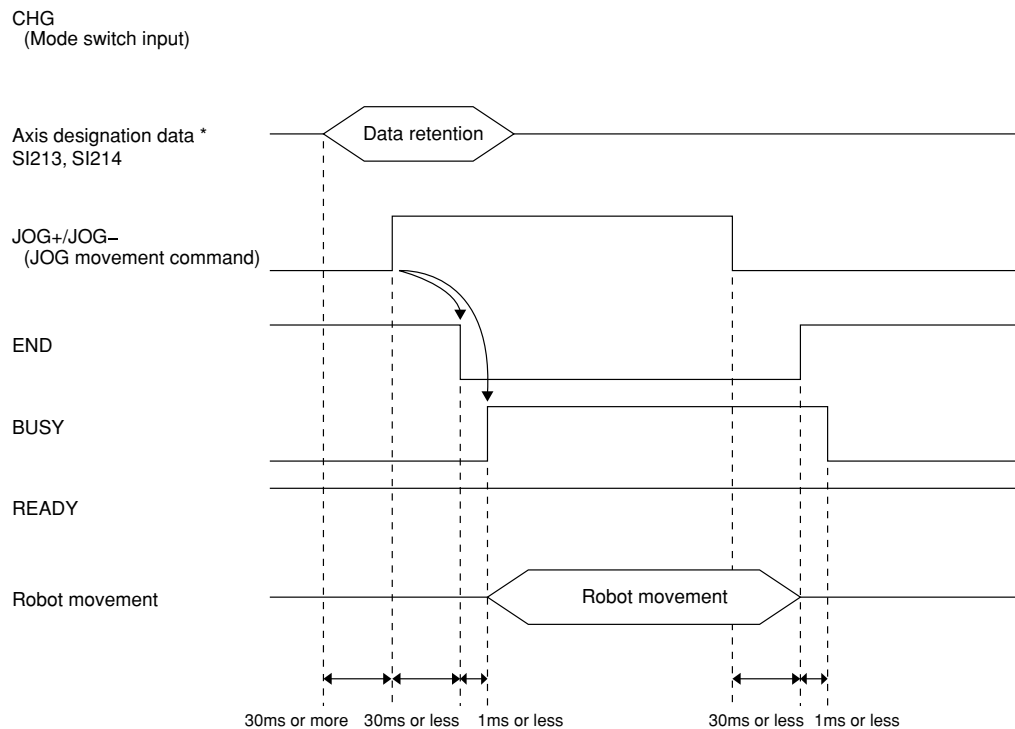 CHG
(Mode switch input)
Axis designation data *
SI213, SI214
Data retention
JOG+/JOG−
(JOG movement command)
END
BUSY
READY
Robot movement
Robot movement
30ms or more
30ms or less
1ms or less
30ms or less
1ms or less